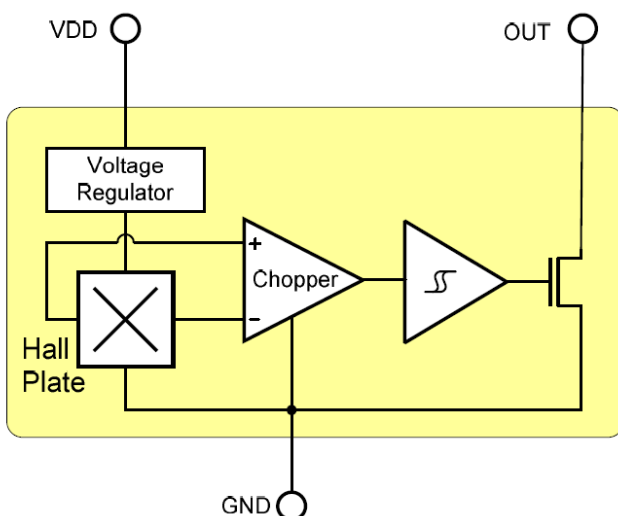 VDD
OUT
Voltage
Regulator
+
Chopper
−
Hall
Plate
GND